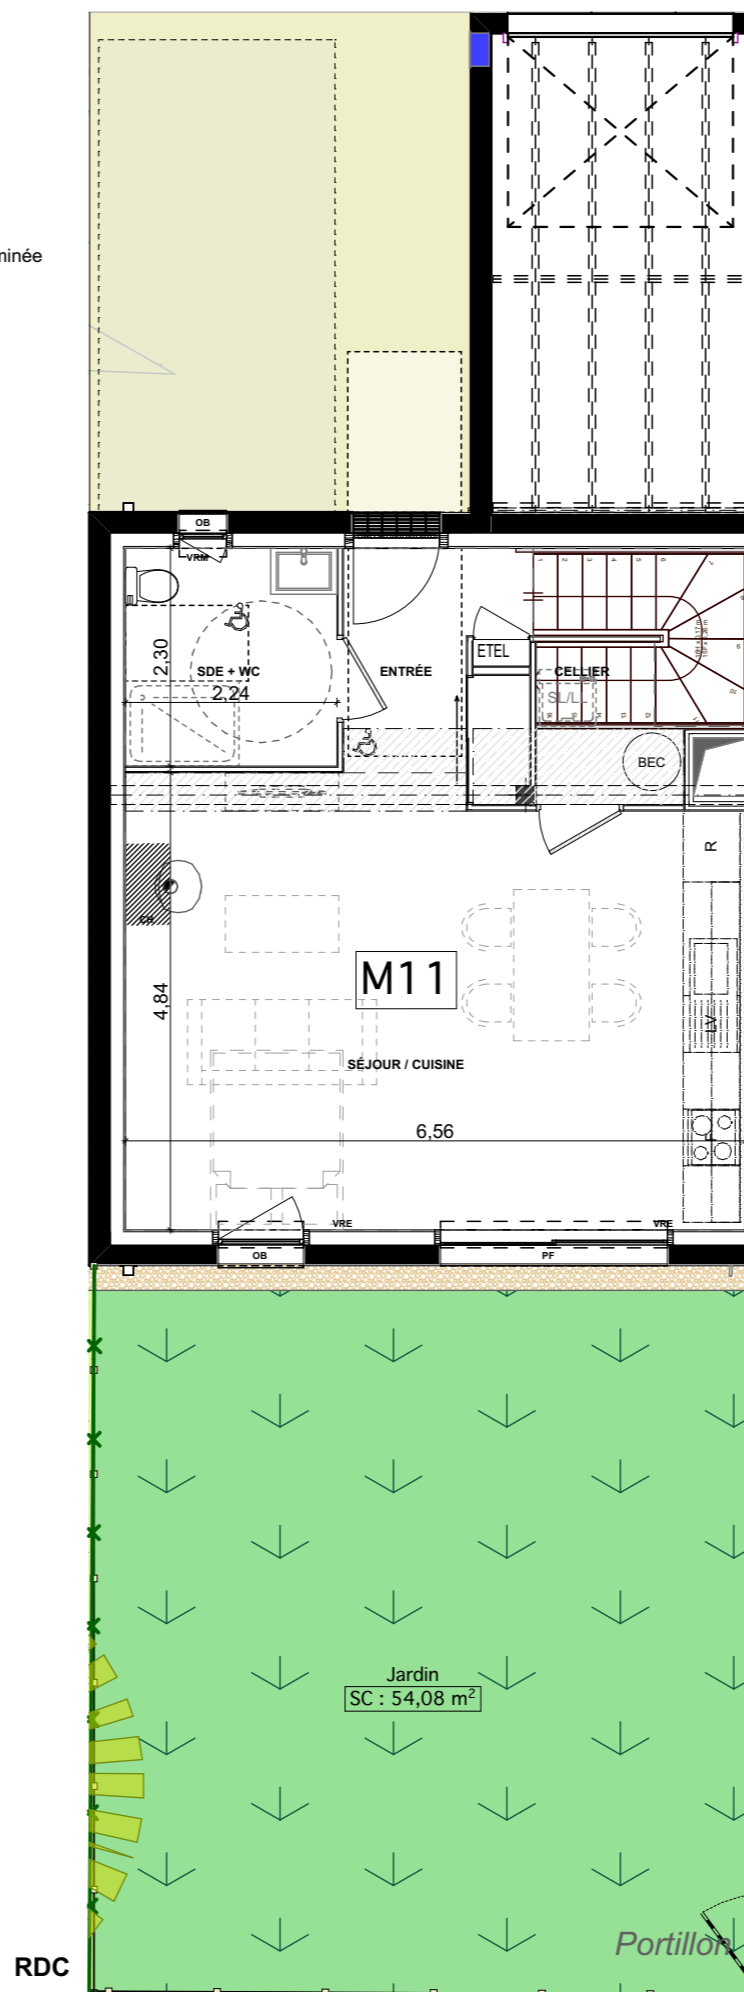 minée
OB
VRM
2,30
SDE + WC
2,24
ENTRÉE
ETEL
CELLIER
SL/LL
BEC
R
CH
M11
4,84
LV
SÉJOUR / CUISINE
6,56
VRE
VRE
OB
PF
Jardin
SC : 54,08 m²
Portillon
RDC